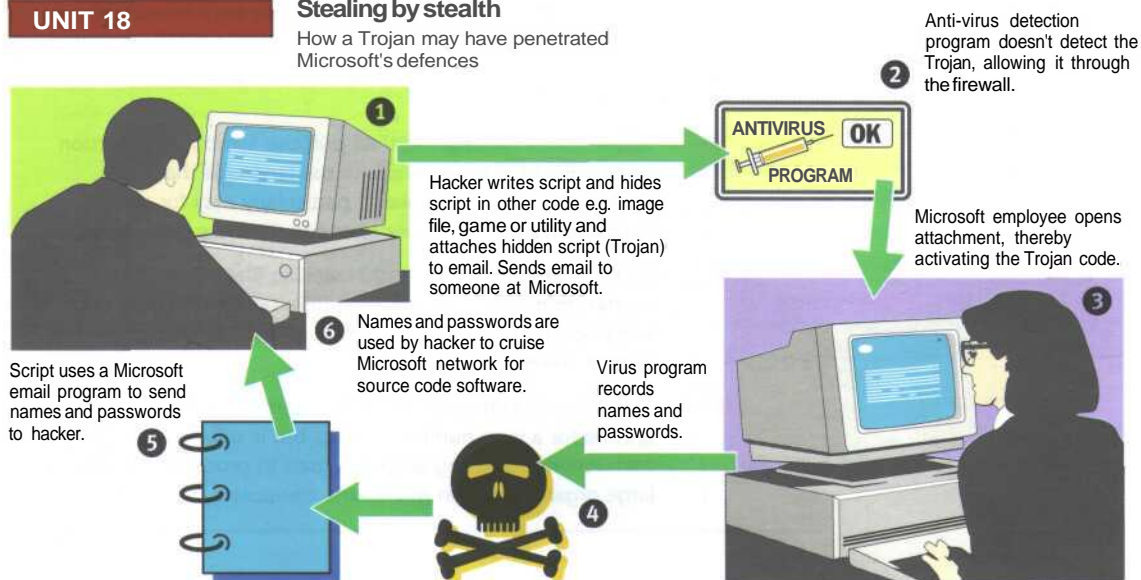 UNIT 18
Stealing by stealth
How a Trojan may have penetrated
Microsoft's defences
1
Hacker writes script and hides
script in other code e.g. image
file, game or utility and
attaches hidden script (Trojan)
to email. Sends email to
someone at Microsoft.
2
Anti-virus detection
program doesn't detect the
Trojan, allowing it through
the firewall.
ANTIVIRUS OK
PROGRAM
Microsoft employee opens
attachment, thereby
activating the Trojan code.
3
Virus program
records
names and
passwords.
4
Script uses a Microsoft
email program to send
names and passwords
to hacker.
5
6
Names and passwords are
used by hacker to cruise
Microsoft network for
source code software.